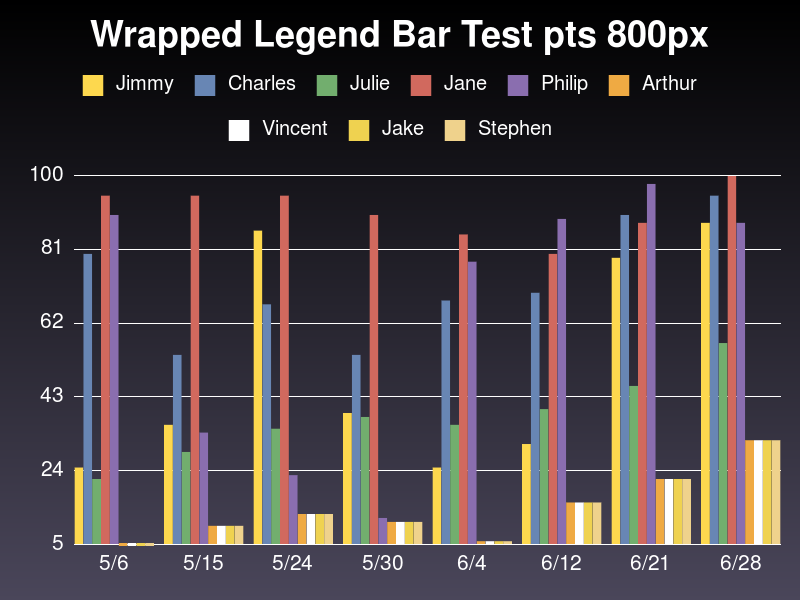 Wrapped Legend Bar Test pts 800px
Jimmy Charles Julie Jane Philip Arthur
Vincent Jake Stephen
100
81
62
43
24
5
5/6 5/15 5/24 5/30 6/4 6/12 6/21 6/28